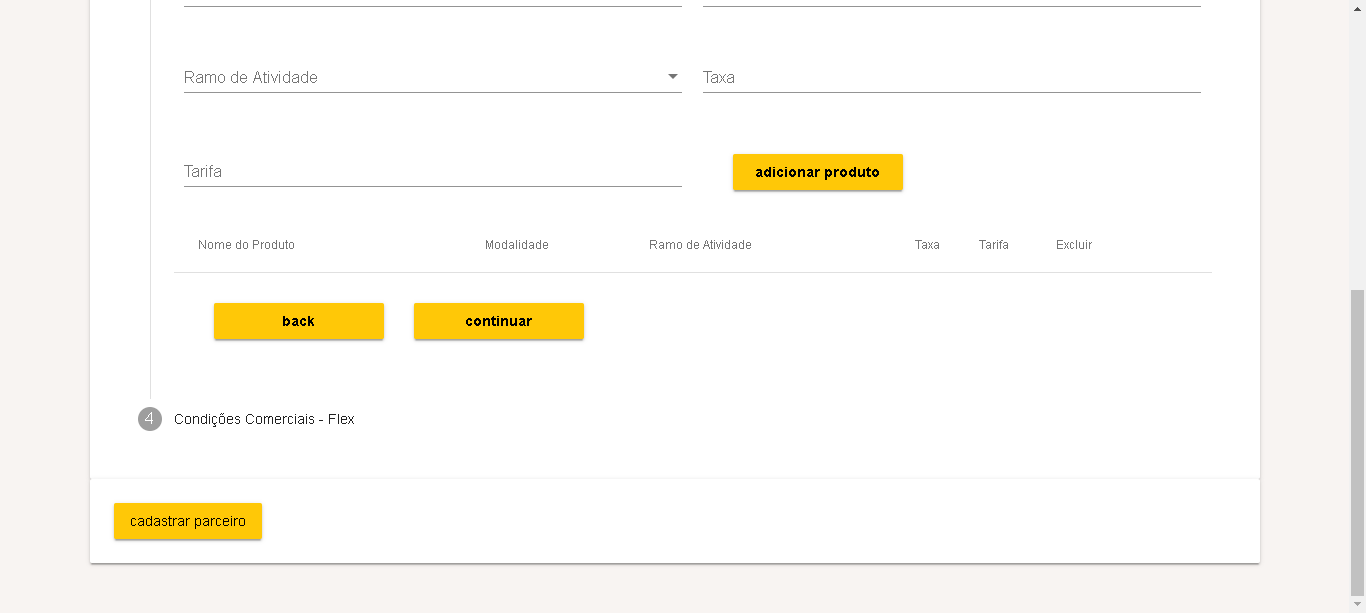 Ramo de Atividade Taxa
Tarifa adicionar produto
Nome do Produto Modalidade Ramo de Atividade Taxa Tarifa Excluir
back continuar
4 Condições Comerciais - Flex
cadastrar parceiro